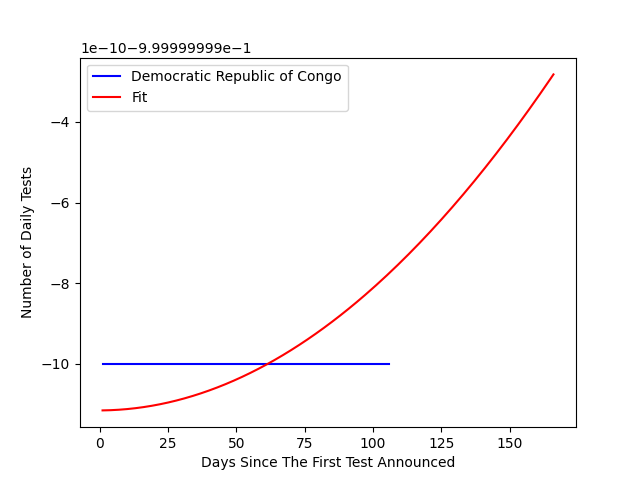 1e−10−9.99999999e−1
Democratic Republic of Congo
Fit
−4
−6
−8
−10
Number of Daily Tests
0 25 50 75 100 125 150
Days Since The First Test Announced